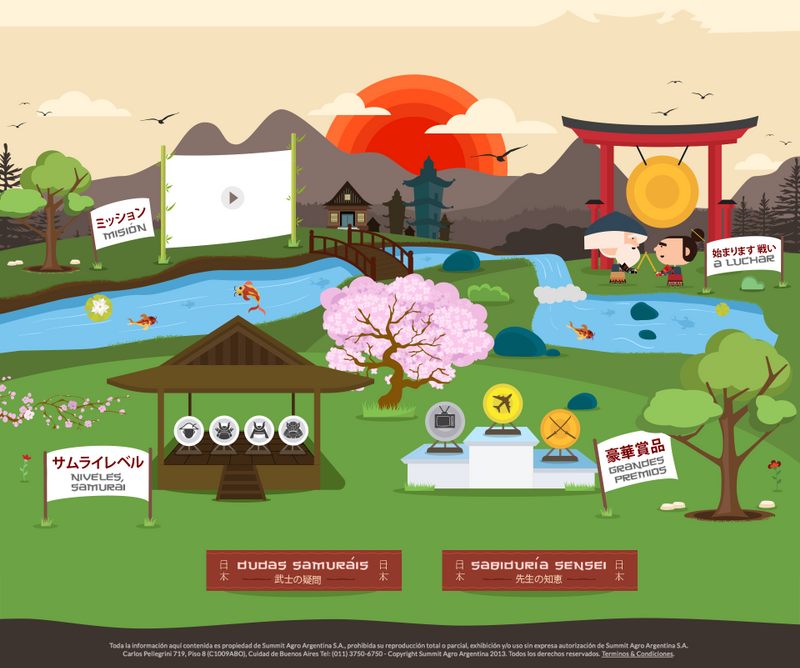 ミッション
MISIÓN
始まります 戦い
A LUCHAR
サムライレベル
NIVELES,
SAMURAI
豪華賞品
GRANDES
PREMIOS
日本 DUDAS SAMURÁIS 日本
武士の疑問
日木 SABIDURÍA SENSEI 日木
先生の知恵
Toda la información aquí contenida es propiedad de Summit Agro Argentina S.A., prohibida su reproducción total o parcial, exhibición y/o uso sin expresa autorización de Summit Agro Argentina S.A.
Carlos Pellegrini 719, Piso 8 (C1009ABO), Cuidad de Buenos Aires Tel: (011) 3750-6750 - Copyright Summit Agro Argentina 2013. Todos los derechos reservados. Terminos & Condiciones.